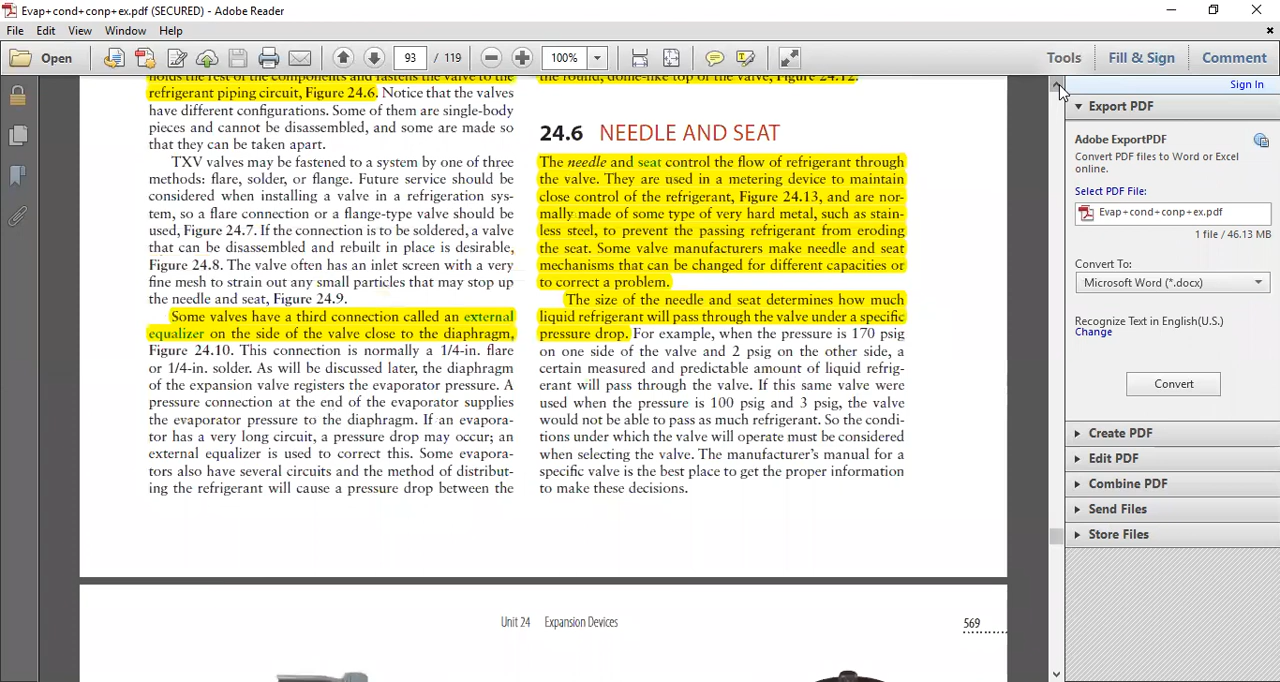 Evap+cond+conp+ex.pdf (SECURED) - Adobe Reader
File Edit View Window Help
Open 93 / 119 100% Tools Fill & Sign Comment
holds the rest of the components and fastens the valve to the
refrigerant piping circuit, Figure 24.6. Notice that the valves
have different configurations. Some of them are single-body
pieces and cannot be disassembled, and some are made so
that they can be taken apart.
TXV valves may be fastened to a system by one of three
methods: flare, solder, or flange. Future service should be
considered when installing a valve in a refrigeration sys-
tem, so a flare connection or a flange-type valve should be
used, Figure 24.7. If the connection is to be soldered, a valve
that can be disassembled and rebuilt in place is desirable,
Figure 24.8. The valve often has an inlet screen with a very
fine mesh to strain out any small particles that may stop up
the needle and seat, Figure 24.9.
Some valves have a third connection called an external
equalizer on the side of the valve close to the diaphragm,
Figure 24.10. This connection is normally a 1/4-in. flare
or 1/4-in. solder. As will be discussed later, the diaphragm
of the expansion valve registers the evaporator pressure. A
pressure connection at the end of the evaporator supplies
the evaporator pressure to the diaphragm. If an evapora-
tor has a very long circuit, a pressure drop may occur; an
external equalizer is used to correct this. Some evapora-
tors also have several circuits and the method of distribut-
ing the refrigerant will cause a pressure drop between the
the round, dome-like top of the valve, Figure 24.12.
24.6 NEEDLE AND SEAT
The needle and seat control the flow of refrigerant through
the valve. They are used in a metering device to maintain
close control of the refrigerant, Figure 24.13, and are nor-
mally made of some type of very hard metal, such as stain-
less steel, to prevent the passing refrigerant from eroding
the seat. Some valve manufacturers make needle and seat
mechanisms that can be changed for different capacities or
to correct a problem.
The size of the needle and seat determines how much
liquid refrigerant will pass through the valve under a specific
pressure drop. For example, when the pressure is 170 psig
on one side of the valve and 2 psig on the other side, a
certain measured and predictable amount of liquid refrig-
erant will pass through the valve. If this same valve were
used when the pressure is 100 psig and 3 psig, the valve
would not be able to pass as much refrigerant. So the condi-
tions under which the valve will operate must be considered
when selecting the valve. The manufacturer's manual for a
specific valve is the best place to get the proper information
to make these decisions.
Unit 24 Expansion Devices 569
Sign In
Export PDF
Adobe ExportPDF
Convert PDF files to Word or Excel
online.
Select PDF File:
Evap+cond+conp+ex.pdf
1 file / 46.13 MB
Convert To:
Microsoft Word (*.docx)
Recognize Text in English(U.S.)
Change
Convert
Create PDF
Edit PDF
Combine PDF
Send Files
Store Files